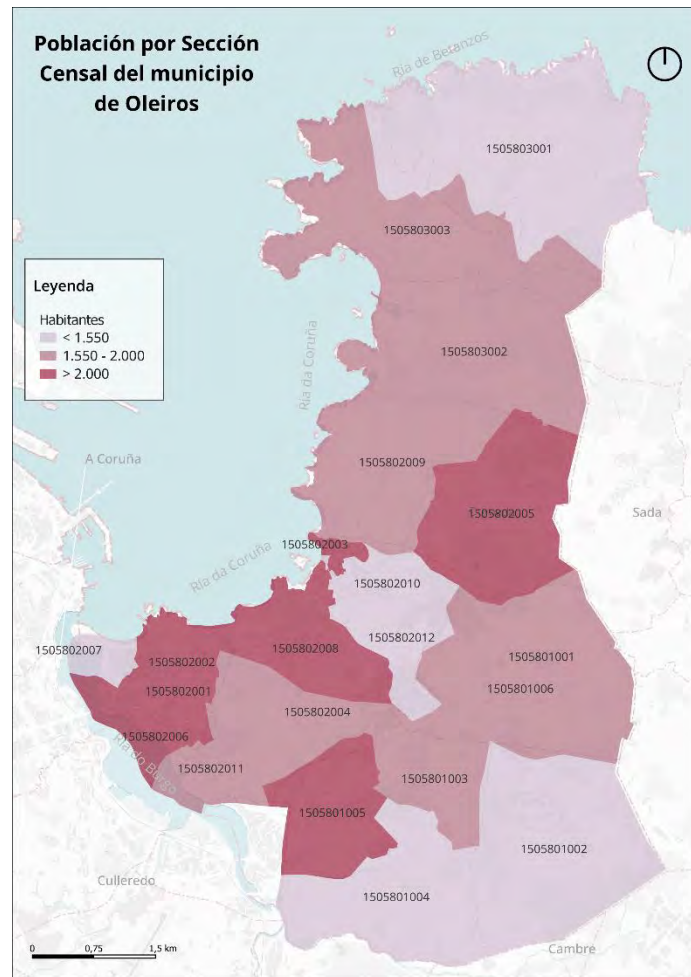 Población por Sección
Censal del municipio
de Oleiros
Ría de Betanzos
1505803001
1505803003
Leyenda
Habitantes
< 1.550
1.550 - 2.000
> 2.000
Ría da Coruña
1505803002
A Coruña
1505802009
1505802005
Sada
1505802003
Ría da Coruña
1505802010
1505802012
1505802007
1505802002
1505802008
1505801001
1505802001
1505801006
1505802004
1505802006
Ría do Burgo
1505802011
1505801003
1505801005
1505801002
Culleredo
1505801004
Cambre
0 0,75 1,5 km